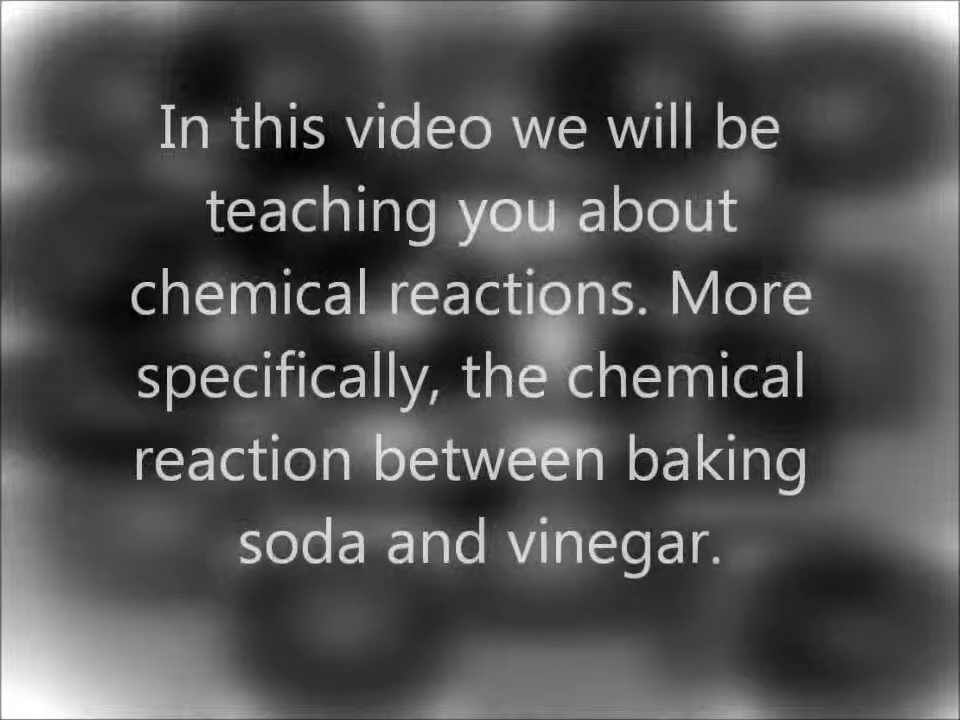 In this video we will be
teaching you about
chemical reactions. More
specifically, the chemical
reaction between baking
soda and vinegar.